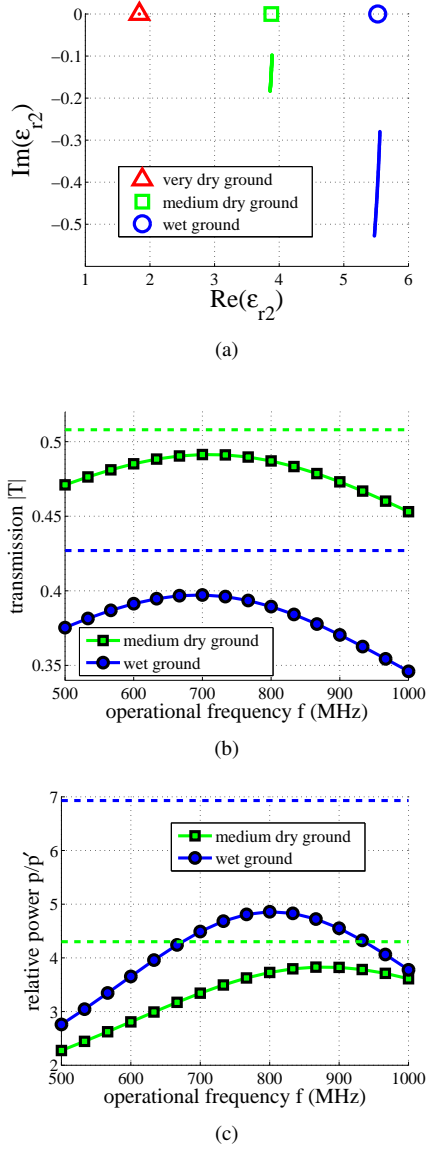 0
−0.1
−0.2
−0.3
−0.4
−0.5
Im(ε_r2)
very dry ground
medium dry ground
wet ground
1 2 3 4 5 6
Re(ε_r2)
(a)
0.5
0.45
0.4
0.35
transmission |T|
medium dry ground
wet ground
500 600 700 800 900 1000
operational frequency f (MHz)
(b)
7
6
5
4
3
2
relative power p/p′
medium dry ground
wet ground
500 600 700 800 900 1000
operational frequency f (MHz)
(c)